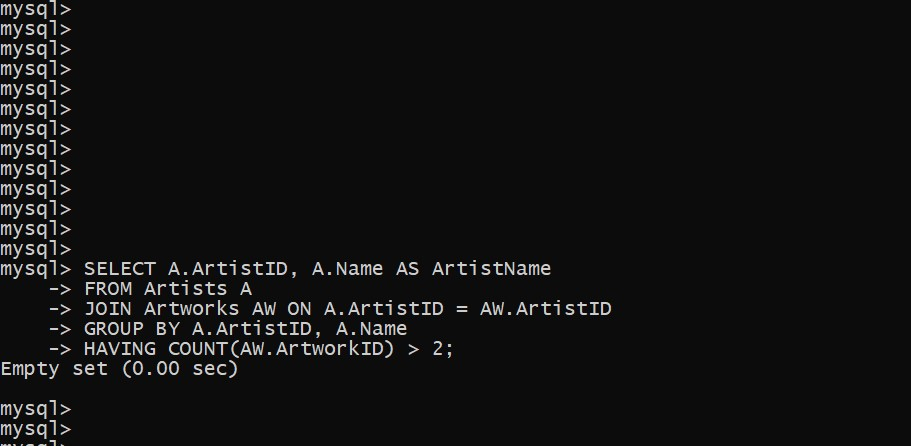 mysql>
mysql>
mysql>
mysql>
mysql>
mysql>
mysql>
mysql>
mysql>
mysql>
mysql>
mysql>
mysql>
mysql> SELECT A.ArtistID, A.Name AS ArtistName
    -> FROM Artists A
    -> JOIN Artworks AW ON A.ArtistID = AW.ArtistID
    -> GROUP BY A.ArtistID, A.Name
    -> HAVING COUNT(AW.ArtworkID) > 2;
Empty set (0.00 sec)

mysql>
mysql>